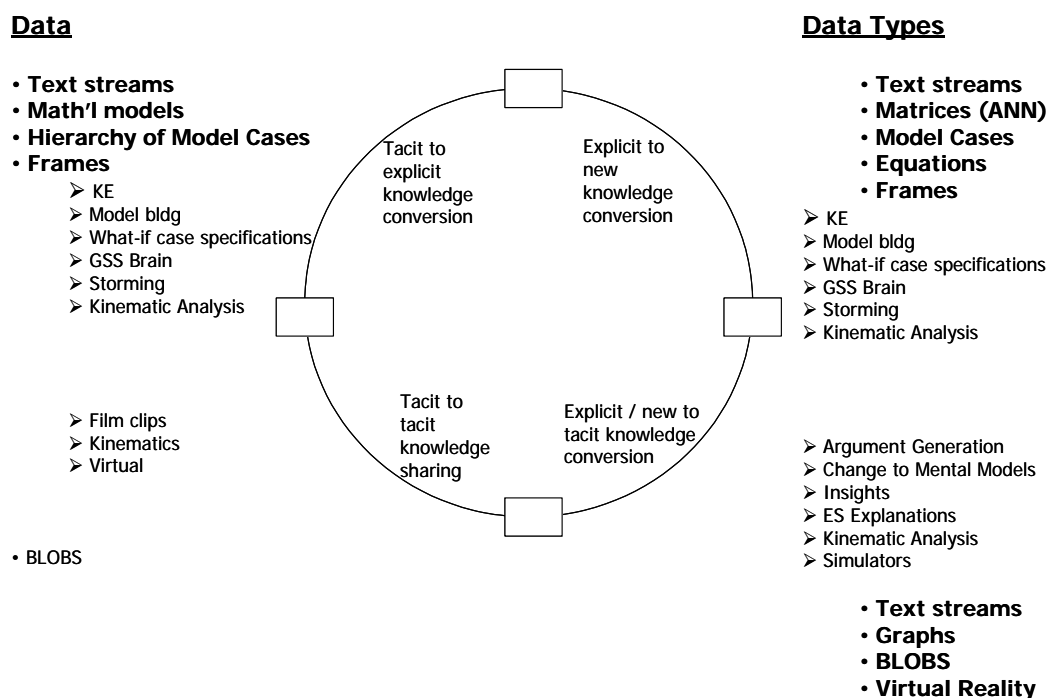 Data
• Text streams
• Math'l models
• Hierarchy of Model Cases
• Frames
➢ KE
➢ Model bldg
➢ What-if case specifications
➢ GSS Brain
➢ Storming
➢ Kinematic Analysis
➢ Film clips
➢ Kinematics
➢ Virtual
• BLOBS
Tacit to
explicit
knowledge
conversion
Explicit to
new
knowledge
conversion
Tacit to
tacit
knowledge
sharing
Explicit / new to
tacit knowledge
conversion
Data Types
• Text streams
• Matrices (ANN)
• Model Cases
• Equations
• Frames
➢ KE
➢ Model bldg
➢ What-if case specifications
➢ GSS Brain
➢ Storming
➢ Kinematic Analysis
➢ Argument Generation
➢ Change to Mental Models
➢ Insights
➢ ES Explanations
➢ Kinematic Analysis
➢ Simulators
• Text streams
• Graphs
• BLOBS
• Virtual Reality